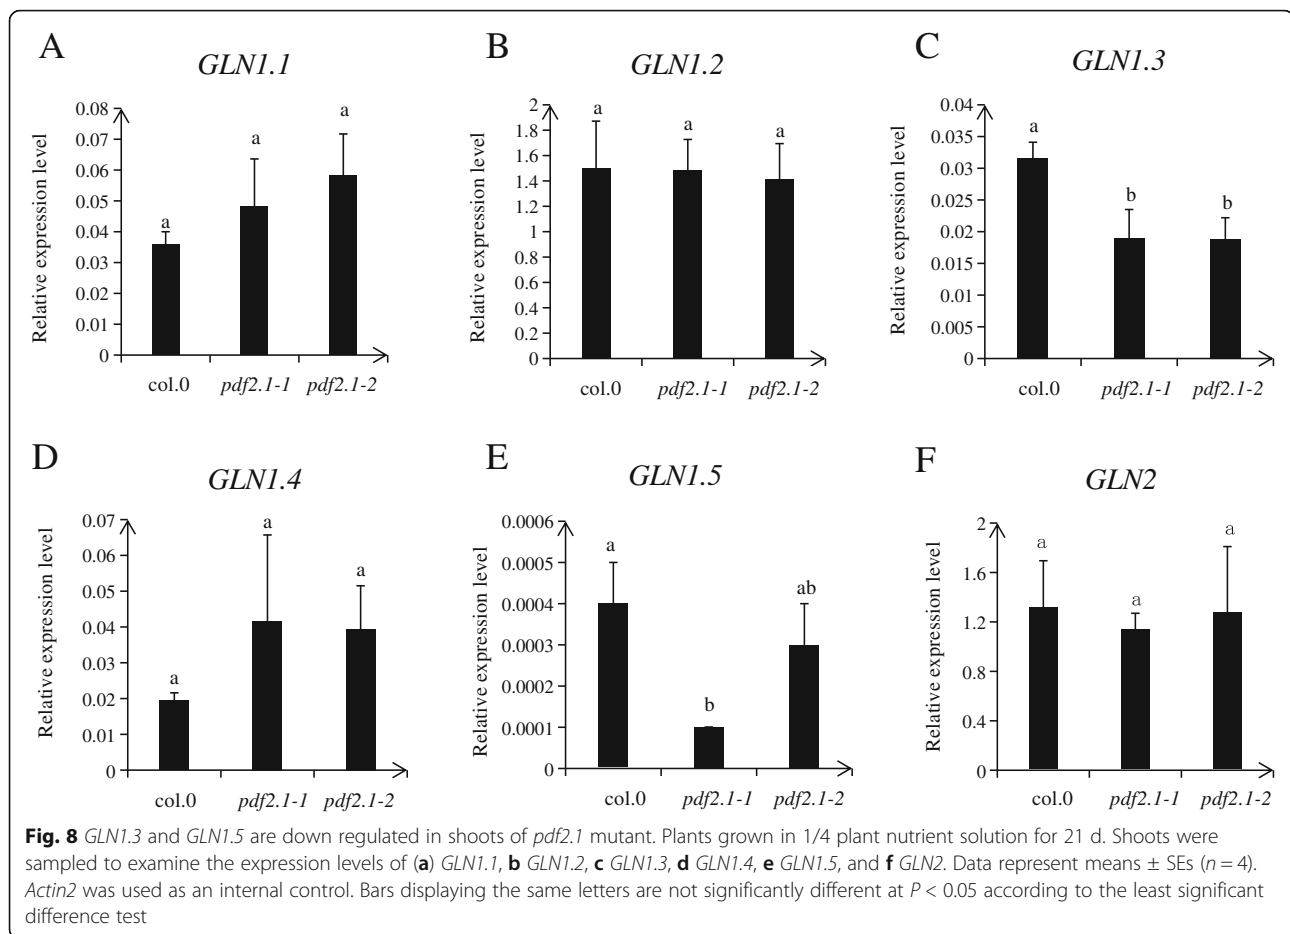 A
GLN1.1
Relative expression level
0.08
0.07
0.06
0.05
0.04
0.03
0.02
0.01
0
a
a
a
col.0 pdf2.1-1 pdf2.1-2
B
GLN1.2
Relative expression level
2
1.8
1.6
1.4
1.2
1
0.8
0.6
0.4
0.2
0
a
a
a
col.0 pdf2.1-1 pdf2.1-2
C
GLN1.3
Relative expression level
0.04
0.035
0.03
0.025
0.02
0.015
0.01
0.005
0
a
b
b
col.0 pdf2.1-1 pdf2.1-2
D
GLN1.4
Relative expression level
0.07
0.06
0.05
0.04
0.03
0.02
0.01
0
a
a
a
col.0 pdf2.1-1 pdf2.1-2
E
GLN1.5
Relative expression level
0.0006
0.0005
0.0004
0.0003
0.0002
0.0001
0
a
b
ab
col.0 pdf2.1-1 pdf2.1-2
F
GLN2
Relative expression level
2
1.6
1.2
0.8
0.4
0
a
a
a
col.0 pdf2.1-1 pdf2.1-2
Fig. 8 GLN1.3 and GLN1.5 are down regulated in shoots of pdf2.1 mutant. Plants grown in 1/4 plant nutrient solution for 21 d. Shoots were
sampled to examine the expression levels of (a) GLN1.1, b GLN1.2, c GLN1.3, d GLN1.4, e GLN1.5, and f GLN2. Data represent means ± SEs (n = 4).
Actin2 was used as an internal control. Bars displaying the same letters are not significantly different at P < 0.05 according to the least significant
difference test